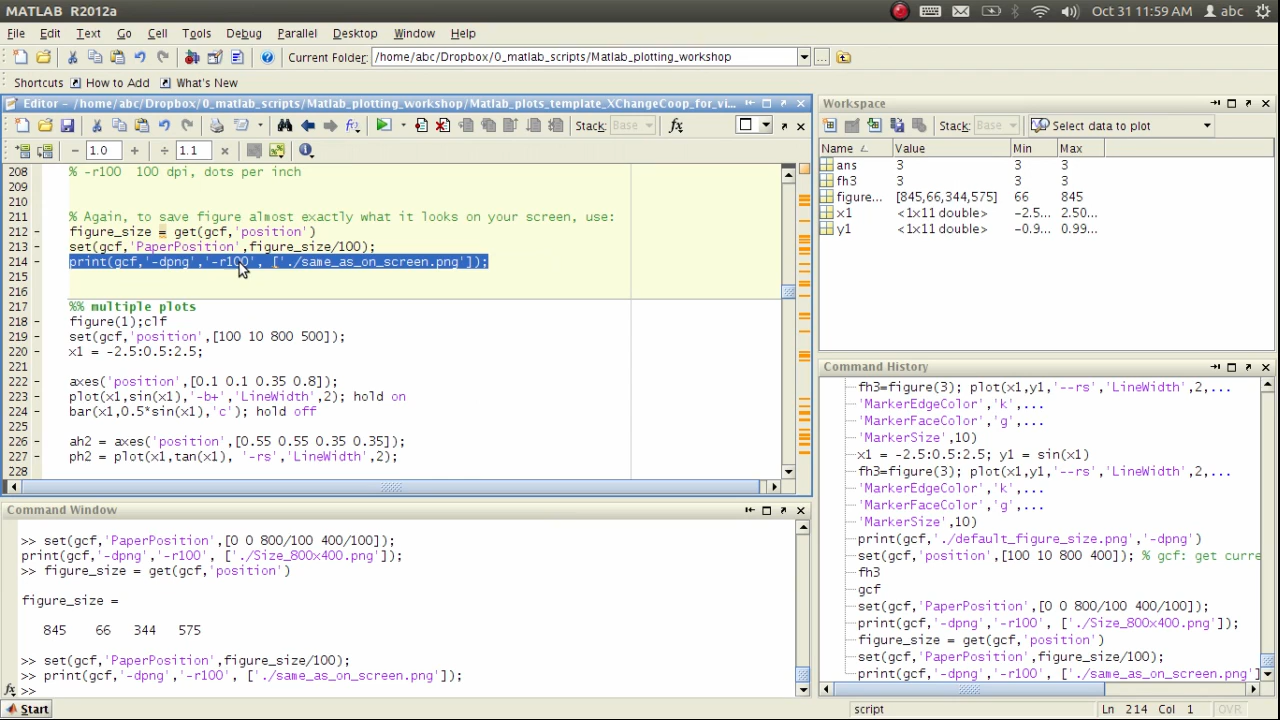 MATLAB R2012a
Oct 31 11:59 AM
abc
File Edit Text Go Cell Tools Debug Parallel Desktop Window Help
Current Folder: /home/abc/Dropbox/0_matlab_scripts/Matlab_plotting_workshop
Shortcuts How to Add What's New
Editor - /home/abc/Dropbox/0_matlab_scripts/Matlab_plotting_workshop/Matlab_plots_template_XChangeCoop_for_vi...
Stack: Base
1.0 1.1
208 % -r100 100 dpi, dots per inch
209
210
211 % Again, to save figure almost exactly what it looks on your screen, use:
212 - figure_size = get(gcf,'position')
213 - set(gcf,'PaperPosition',figure_size/100);
214 - print(gcf,'-dpng','-r100', ['./same_as_on_screen.png']);
215
216
217 %% multiple plots
218 - figure(1);clf
219 - set(gcf,'position',[100 10 800 500]);
220 - x1 = -2.5:0.5:2.5;
221
222 - axes('position',[0.1 0.1 0.35 0.8]);
223 - plot(x1,sin(x1),'-b+','LineWidth',2); hold on
224 - bar(x1,0.5*sin(x1),'c'); hold off
225
226 - ah2 = axes('position',[0.55 0.55 0.35 0.35]);
227 - ph2 = plot(x1,tan(x1), '-rs','LineWidth',2);
228
Command Window
>> set(gcf,'PaperPosition',[0 0 800/100 400/100]);
print(gcf,'-dpng','-r100', ['./Size_800x400.png']);
>> figure_size = get(gcf,'position')
figure_size =
845 66 344 575
>> set(gcf,'PaperPosition',figure_size/100);
>> print(gcf,'-dpng','-r100', ['./same_as_on_screen.png']);
>>
Workspace
Stack: Base Select data to plot
Name Value Min Max
ans 3 3 3
fh3 3 3 3
figure... [845,66,344,575] 66 845
x1 <1x11 double> -2.5... 2.50...
y1 <1x11 double> -0.9... 0.99...
Command History
fh3=figure(3); plot(x1,y1,'--rs','LineWidth',2,...
'MarkerEdgeColor','k',...
'MarkerFaceColor','g',...
'MarkerSize',10)
x1 = -2.5:0.5:2.5; y1 = sin(x1)
fh3=figure(3); plot(x1,y1,'--rs','LineWidth',2,...
'MarkerEdgeColor','k',...
'MarkerFaceColor','g',...
'MarkerSize',10)
print(gcf,'./default_figure_size.png','-dpng')
set(gcf,'position',[100 10 800 400]); % gcf: get curre
fh3
gcf
set(gcf,'PaperPosition',[0 0 800/100 400/100]);
print(gcf,'-dpng','-r100', ['./Size_800x400.png']);
figure_size = get(gcf,'position')
set(gcf,'PaperPosition',figure_size/100);
print(gcf,'-dpng','-r100', ['./same_as_on_screen.png'
Start
script Ln 214 Col 1 OVR